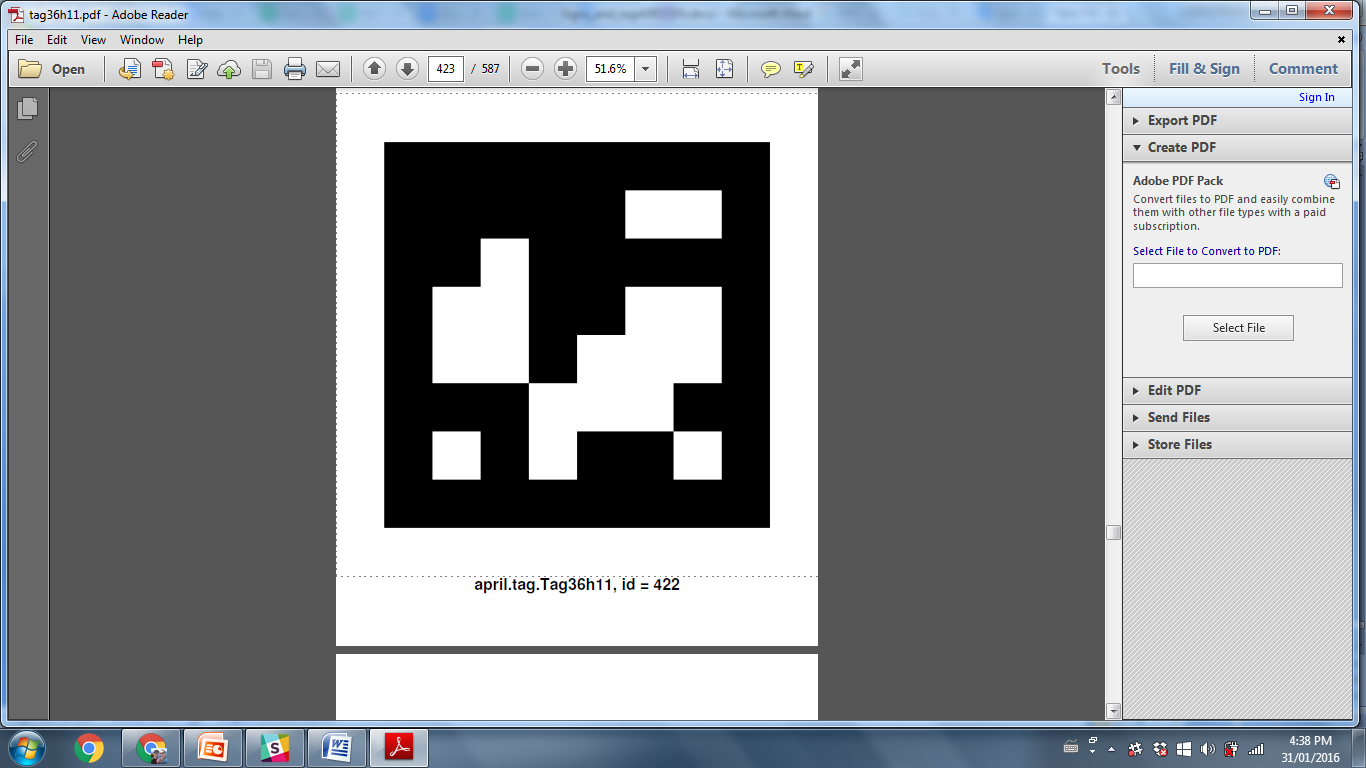 tag36h11.pdf - Adobe Reader
File Edit View Window Help
Open 423 / 587 51.6% Tools Fill & Sign Comment
Sign In
Export PDF
Create PDF
Adobe PDF Pack
Convert files to PDF and easily combine
them with other file types with a paid
subscription.
Select File to Convert to PDF:
Select File
Edit PDF
Send Files
Store Files
april.tag.Tag36h11, id = 422
4:38 PM
31/01/2016